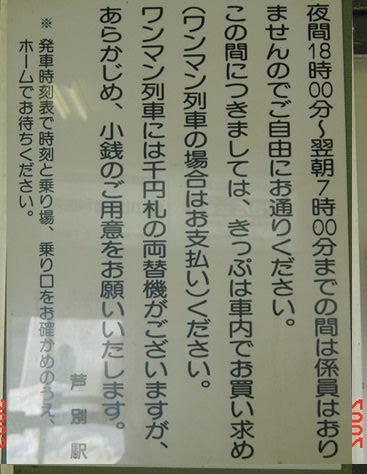 夜間18時00分～翌朝7時00分までの間は係員はおり
ませんのでご自由にお通りください。
この間につきましては、きっぷは車内でお買い求め
(ワンマン列車の場合はお支払い)ください。
ワンマン列車には千円札の両替機がございますが、
あらかじめ、小銭のご用意をお願いいたします。
※ 発車時刻表で時刻と乗り場、乗り口をお確かめのうえ、
ホームでお待ちください。
芦別駅